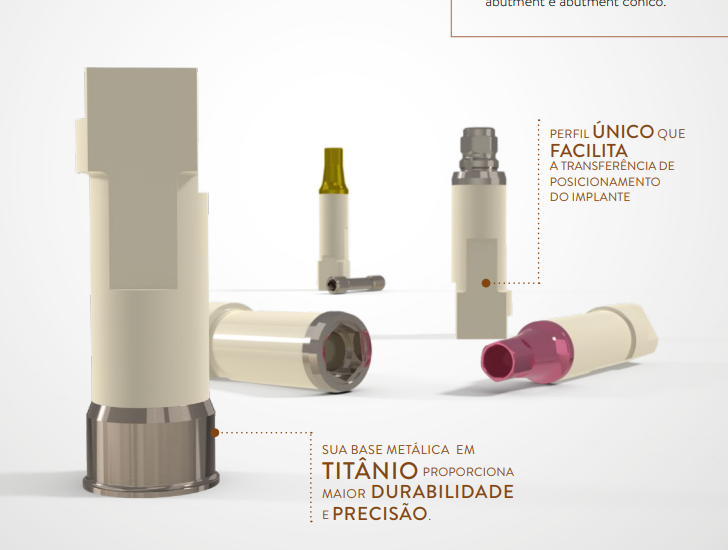 abutment e abutment cônico.
PERFIL ÚNICO QUE
FACILITA
A TRANSFERÊNCIA DE
POSICIONAMENTO
DO IMPLANTE
SUA BASE METÁLICA EM
TITÂNIO PROPORCIONA
MAIOR DURABILIDADE
E PRECISÃO.